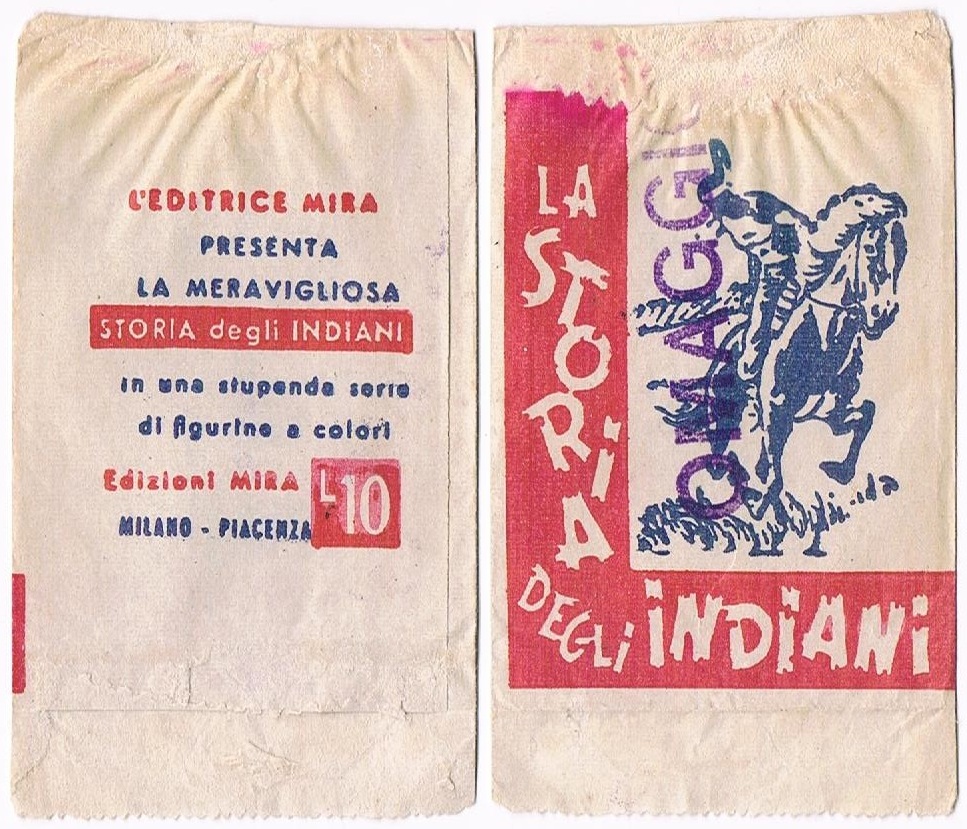 L'EDITRICE MIRA
PRESENTA
LA MERAVIGLIOSA
STORIA degli INDIANI
in una stupenda serie
di figurine a colori
Edizioni MIRA
L 10
MILANO - PIACENZA
LA
STORIA
DEGLI INDIANI
OMAGGIO